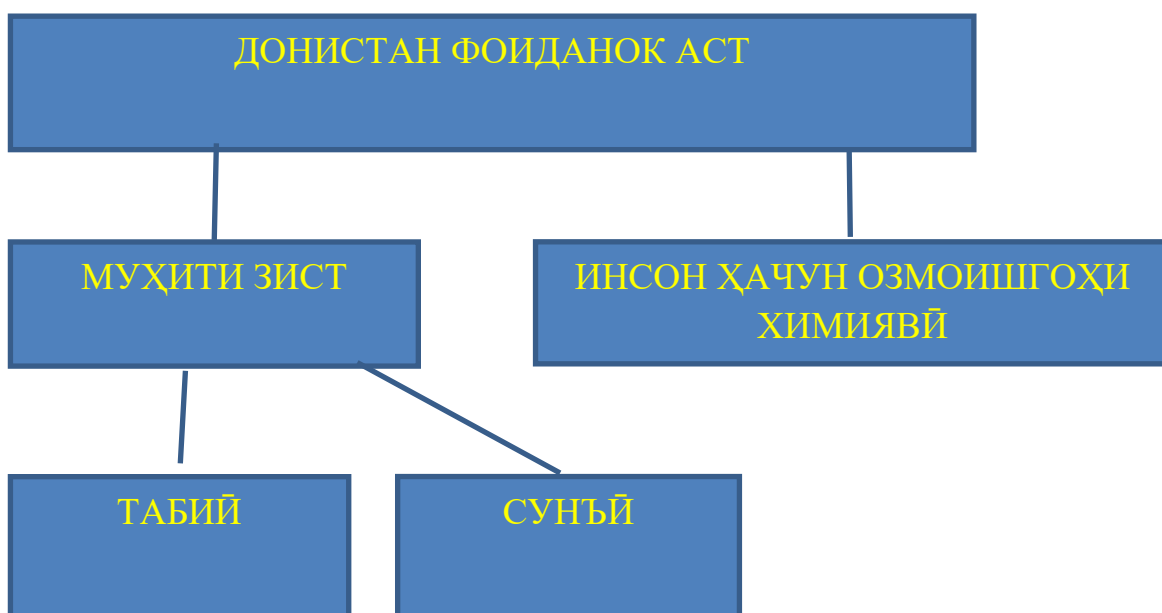 ДОНИСТАН ФОИДАНОК АСТ
МУҲИТИ ЗИСТ
ИНСОН ҲАЧУН ОЗМОИШГОҲИ
ХИМИЯВӢ
ТАБИӢ
СУНЪӢ